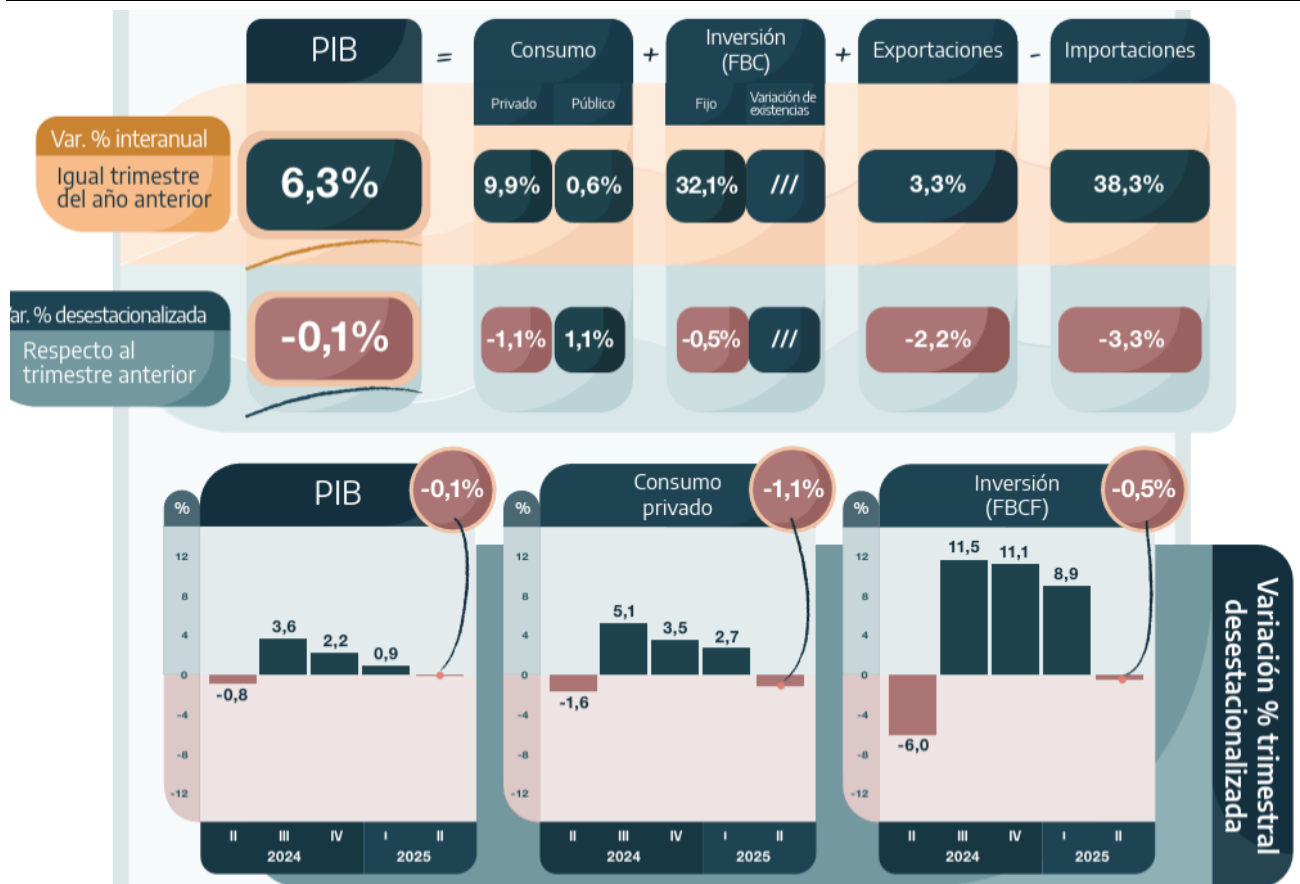 PIB = Consumo + Inversión (FBC) + Exportaciones - Importaciones
Privado Público Fijo Variación de existencias
Var. % interanual
Igual trimestre
del año anterior
6,3% 9,9% 0,6% 32,1% /// 3,3% 38,3%
ar. % desestacionalizada
Respecto al
trimestre anterior
-0,1% -1,1% 1,1% -0,5% /// -2,2% -3,3%
PIB
-0,1%
%
12
8
4
0
-4
-8
-12
-0,8 3,6 2,2 0,9
II III IV I II
2024 2025
Consumo
privado
-1,1%
%
12
8
4
0
-4
-8
-12
-1,6 5,1 3,5 2,7
II III IV I II
2024 2025
Inversión
(FBCF)
-0,5%
%
12
8
4
0
-4
-8
-12
-6,0 11,5 11,1 8,9
II III IV I II
2024 2025
Variación % trimestral
desestacionalizada